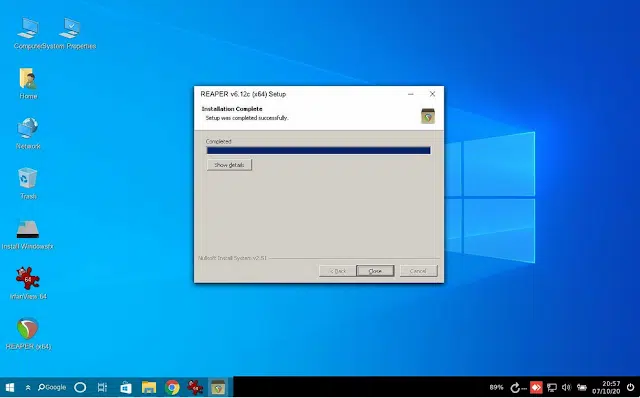 Computer
System Properties
Home
Network
Trash
Install Windowsfx
IrfanView 64
REAPER (x64)
REAPER v6.12c (x64) Setup
Installation Complete
Setup was completed successfully.
Completed
Show details
Nullsoft Install System v2.51
< Back
Close
Cancel
Google
89%
20:57
07/10/20